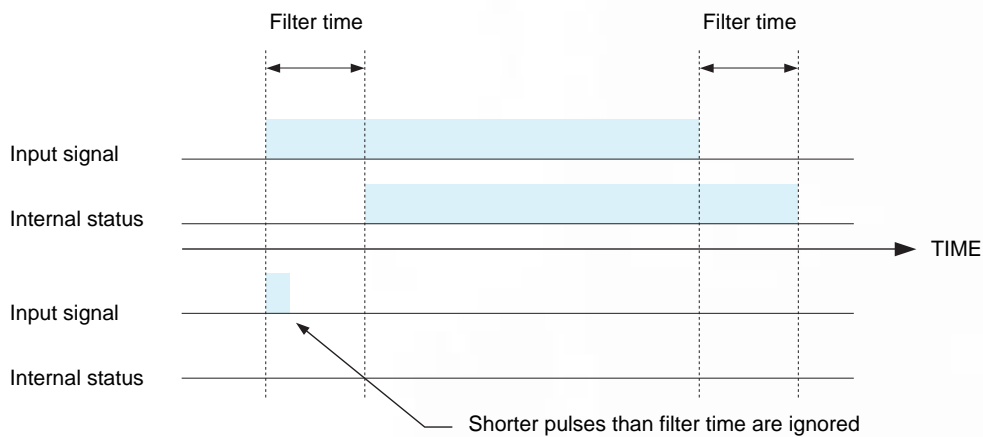 Filter time
Filter time
Input signal
Internal status
TIME
Input signal
Internal status
Shorter pulses than filter time are ignored